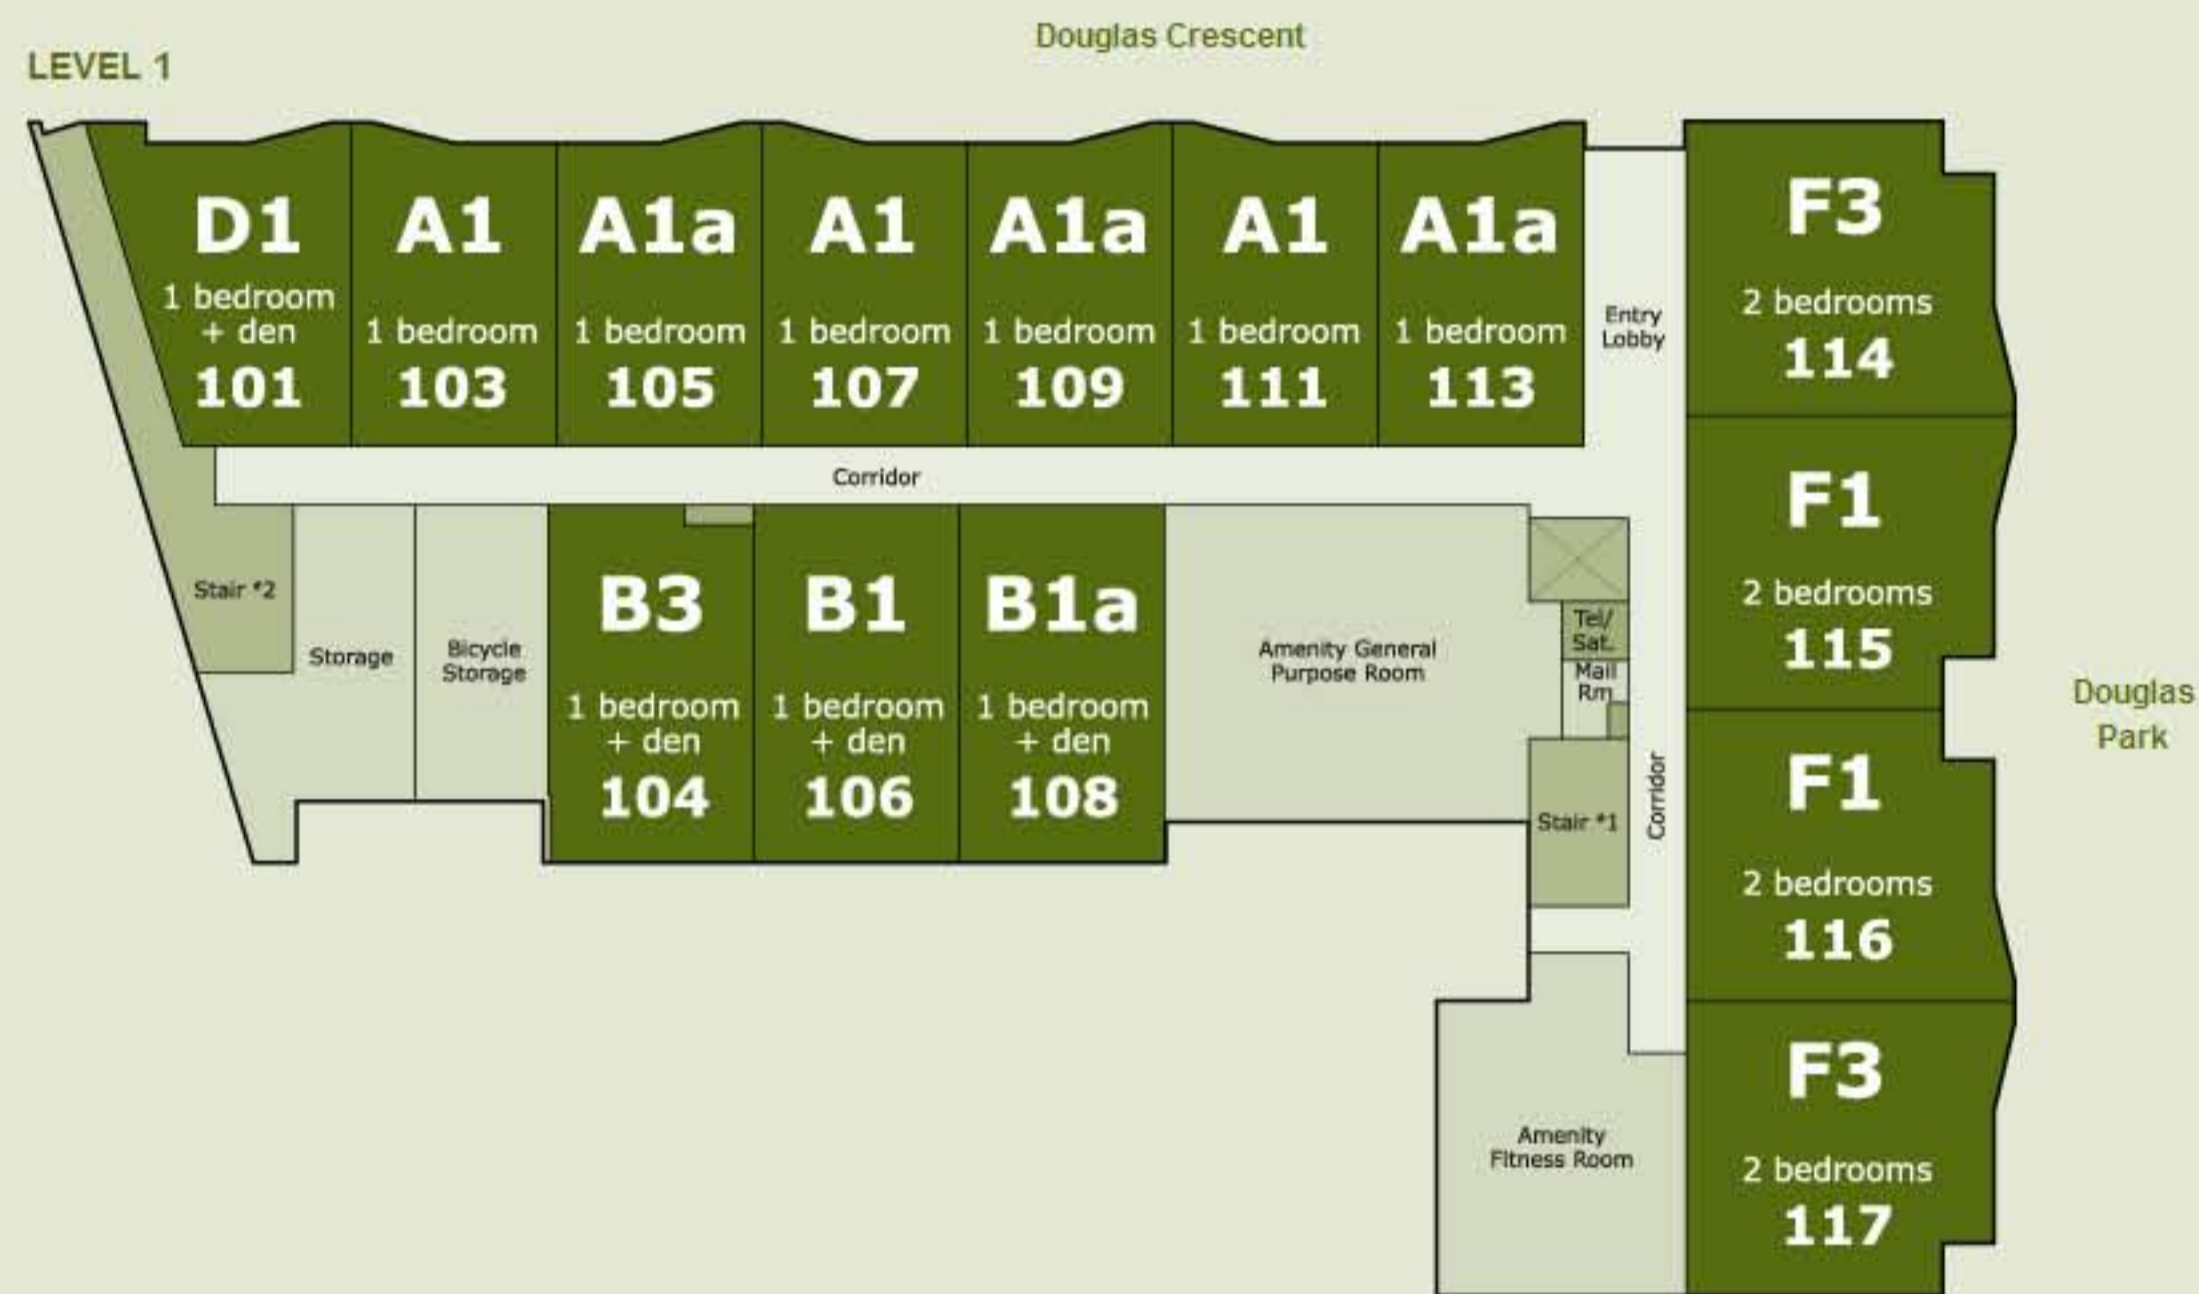 Douglas Crescent
LEVEL 1
D1
1 bedroom
+ den
101
A1
1 bedroom
103
A1a
1 bedroom
105
A1
1 bedroom
107
A1a
1 bedroom
109
A1
1 bedroom
111
A1a
1 bedroom
113
Entry
Lobby
F3
2 bedrooms
114
Corridor
F1
2 bedrooms
115
Stair #2
Storage
Bicycle
Storage
B3
1 bedroom
+ den
104
B1
1 bedroom
+ den
106
B1a
1 bedroom
+ den
108
Amenity General
Purpose Room
Tel/
Sat.
Mail
Rm
Stair #1
Corridor
F1
2 bedrooms
116
Douglas
Park
Amenity
Fitness Room
F3
2 bedrooms
117